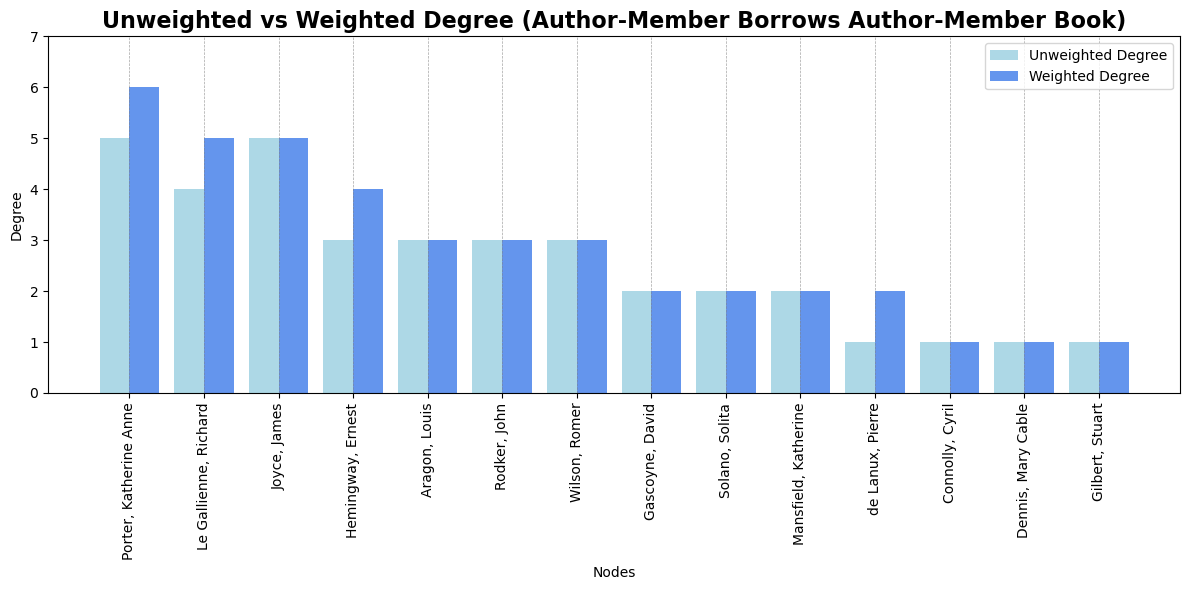 Unweighted vs Weighted Degree (Author-Member Borrows Author-Member Book)
Unweighted Degree
Weighted Degree
Degree
7
6
5
4
3
2
1
0
Porter, Katherine Anne
Le Gallienne, Richard
Joyce, James
Hemingway, Ernest
Aragon, Louis
Rodker, John
Wilson, Romer
Gascoyne, David
Solano, Solita
Mansfield, Katherine
de Lanux, Pierre
Connolly, Cyril
Dennis, Mary Cable
Gilbert, Stuart
Nodes